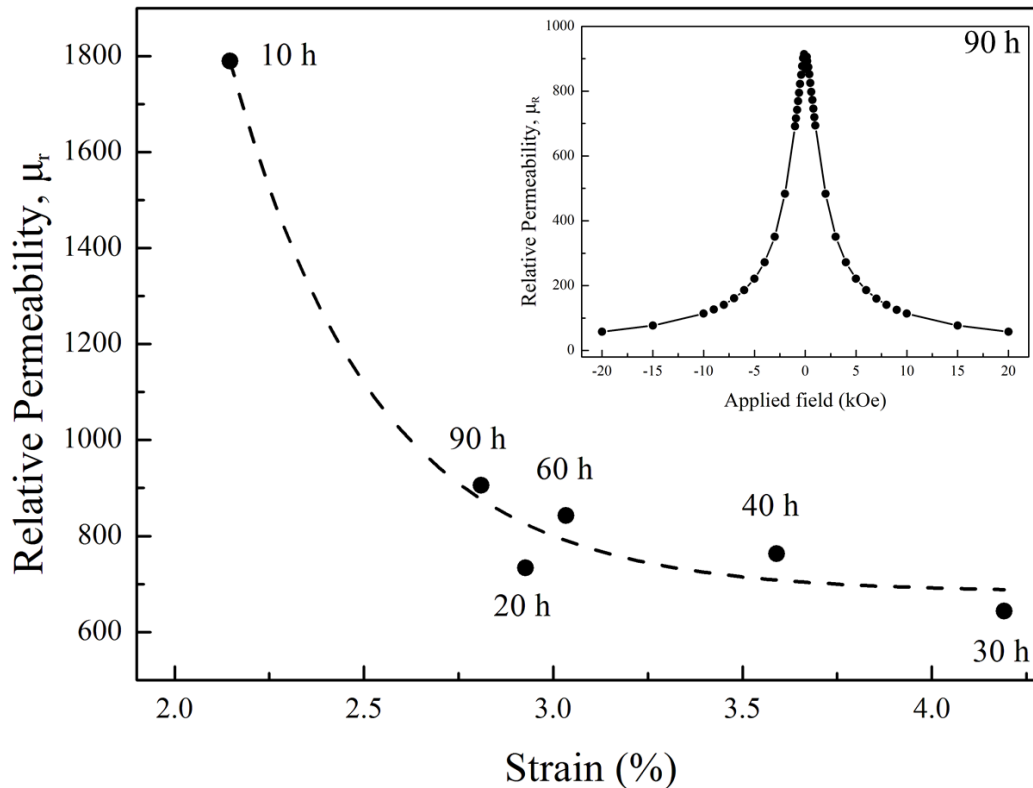 Relative Permeability, μr
1800
1600
1400
1200
1000
800
600
10 h
90 h
60 h
20 h
40 h
30 h
2.0 2.5 3.0 3.5 4.0
Strain (%)
90 h
Relative Permeability, μR
1000
800
600
400
200
0
-20 -15 -10 -5 0 5 10 15 20
Applied field (kOe)